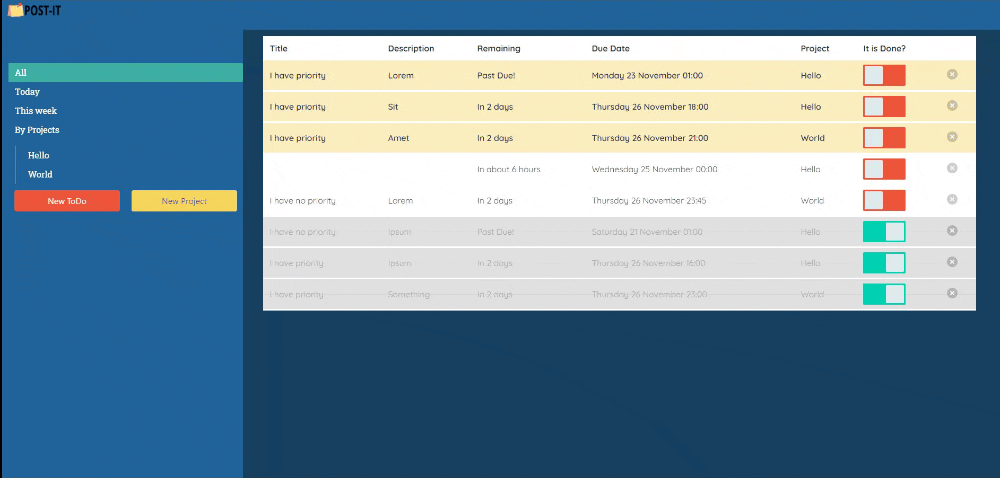 POST-IT
All
Today
This week
By Projects
Hello
World
New ToDo New Project
Title Description Remaining Due Date Project It is Done?
I have priority Lorem Past Due! Monday 23 November 01:00 Hello
I have priority Sit In 2 days Thursday 26 November 18:00 Hello
I have priority Amet In 2 days Thursday 26 November 21:00 World
In about 6 hours Wednesday 25 November 00:00 Hello
I have no priority Lorem In 2 days Thursday 26 November 23:45 World
I have no priority Ipsum Past Due! Saturday 21 November 01:00 Hello
I have priority Ipsum In 2 days Thursday 26 November 16:00 Hello
I have priority Something In 2 days Thursday 26 November 23:00 World